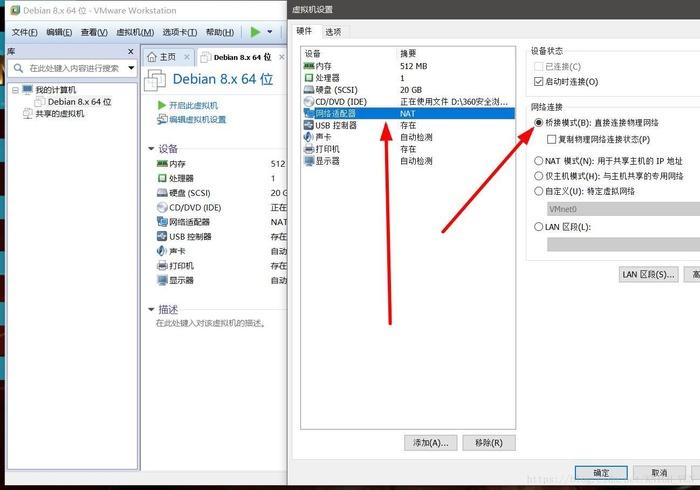 Debian 8.x 64 位 - VMware Workstation
文件(F) 编辑(E) 查看(V) 虚拟机(M) 选项卡(T) 帮助(H)
库
在此处键入内容进行搜索
我的计算机
Debian 8.x 64 位
共享的虚拟机
主页
Debian 8.x 64 位
Debian 8.x 64 位
开启此虚拟机
编辑虚拟机设置
设备
内存 512
处理器 1
硬盘 (SCSI) 20 G
CD/DVD (IDE) 正在
网络适配器 NAT
USB 控制器 存在
声卡 自动
打印机 存在
显示器 自动
描述
在此处键入对该虚拟机的描述。
虚拟机设置
硬件 选项
设备 摘要
内存 512 MB
处理器 1
硬盘 (SCSI) 20 GB
CD/DVD (IDE) 正在使用文件 D:\360安全浏...
网络适配器 NAT
USB 控制器 存在
声卡 自动检测
打印机 存在
显示器 自动检测
添加(A)... 移除(R)
设备状态
已连接(C)
启动时连接(O)
网络连接
桥接模式(B): 直接连接物理网络
复制物理网络连接状态(P)
NAT 模式(N): 用于共享主机的 IP 地址
仅主机模式(H): 与主机共享的专用网络
自定义(U): 特定虚拟网络
VMnet0
LAN 区段(L):
LAN 区段(S)... 高
确定 取消